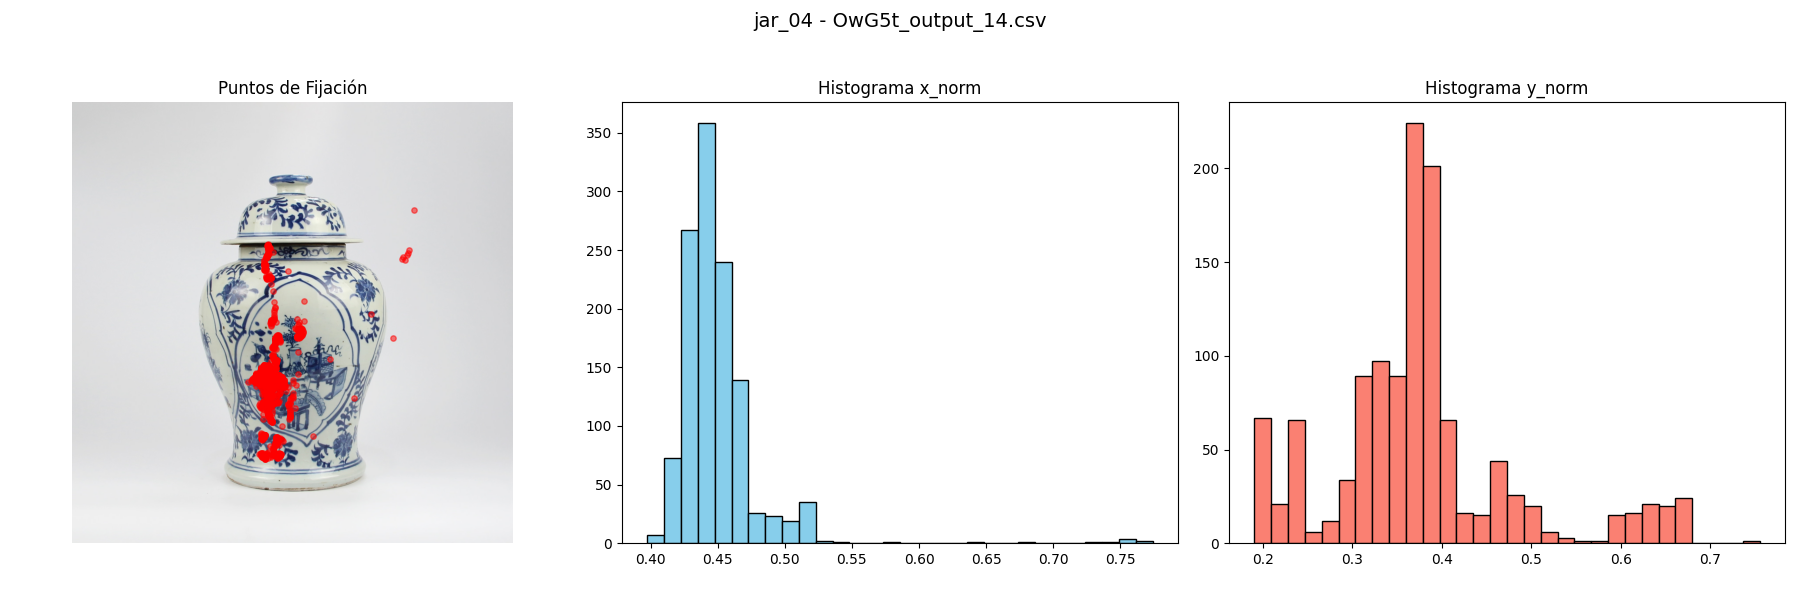 jar_04 - OwG5t_output_14.csv
Puntos de Fijación
Histograma x_norm
350
300
250
200
150
100
50
0
0.40 0.45 0.50 0.55 0.60 0.65 0.70 0.75
Histograma y_norm
200
150
100
50
0
0.2 0.3 0.4 0.5 0.6 0.7